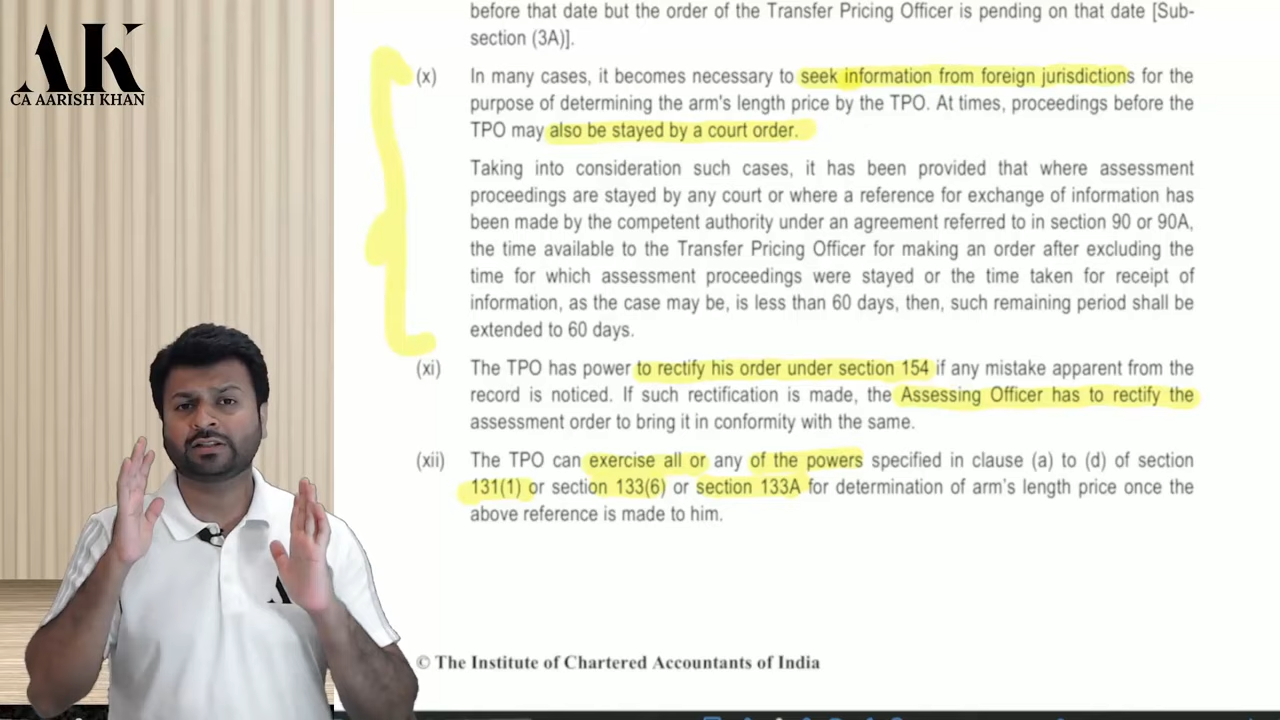 AK
CA AARISH KHAN
before that date but the order of the Transfer Pricing Officer is pending on that date [Sub-
section (3A)].
(x) In many cases, it becomes necessary to seek information from foreign jurisdictions for the
purpose of determining the arm's length price by the TPO. At times, proceedings before the
TPO may also be stayed by a court order.
Taking into consideration such cases, it has been provided that where assessment
proceedings are stayed by any court or where a reference for exchange of information has
been made by the competent authority under an agreement referred to in section 90 or 90A,
the time available to the Transfer Pricing Officer for making an order after excluding the
time for which assessment proceedings were stayed or the time taken for receipt of
information, as the case may be, is less than 60 days, then, such remaining period shall be
extended to 60 days.
(xi) The TPO has power to rectify his order under section 154 if any mistake apparent from the
record is noticed. If such rectification is made, the Assessing Officer has to rectify the
assessment order to bring it in conformity with the same.
(xii) The TPO can exercise all or any of the powers specified in clause (a) to (d) of section
131(1) or section 133(6) or section 133A for determination of arm's length price once the
above reference is made to him.
© The Institute of Chartered Accountants of India